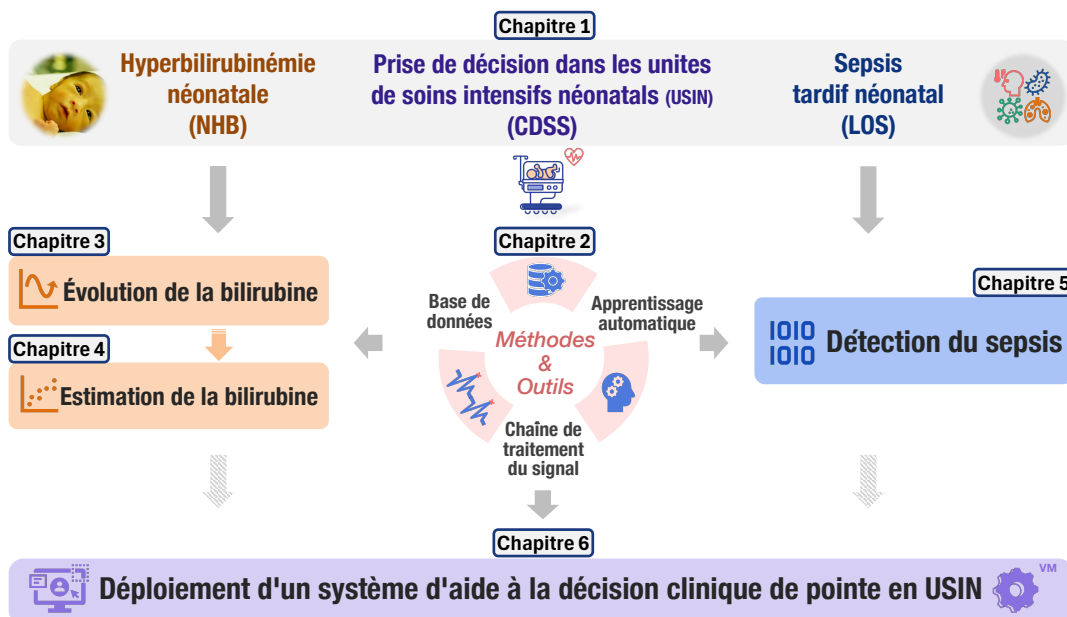 Chapitre 1
Hyperbilirubinémie
néonatale
(NHB)
Prise de décision dans les unites
de soins intensifs néonatals (USIN)
(CDSS)
Sepsis
tardif néonatal
(LOS)
Chapitre 3
Évolution de la bilirubine
Chapitre 4
Estimation de la bilirubine
Chapitre 2
Base de
données
Apprentissage
automatique
Méthodes
&
Outils
Chaîne de
traitement
du signal
Chapitre 5
1010
1010
Détection du sepsis
Chapitre 6
Déploiement d'un système d'aide à la décision clinique de pointe en USIN
VM